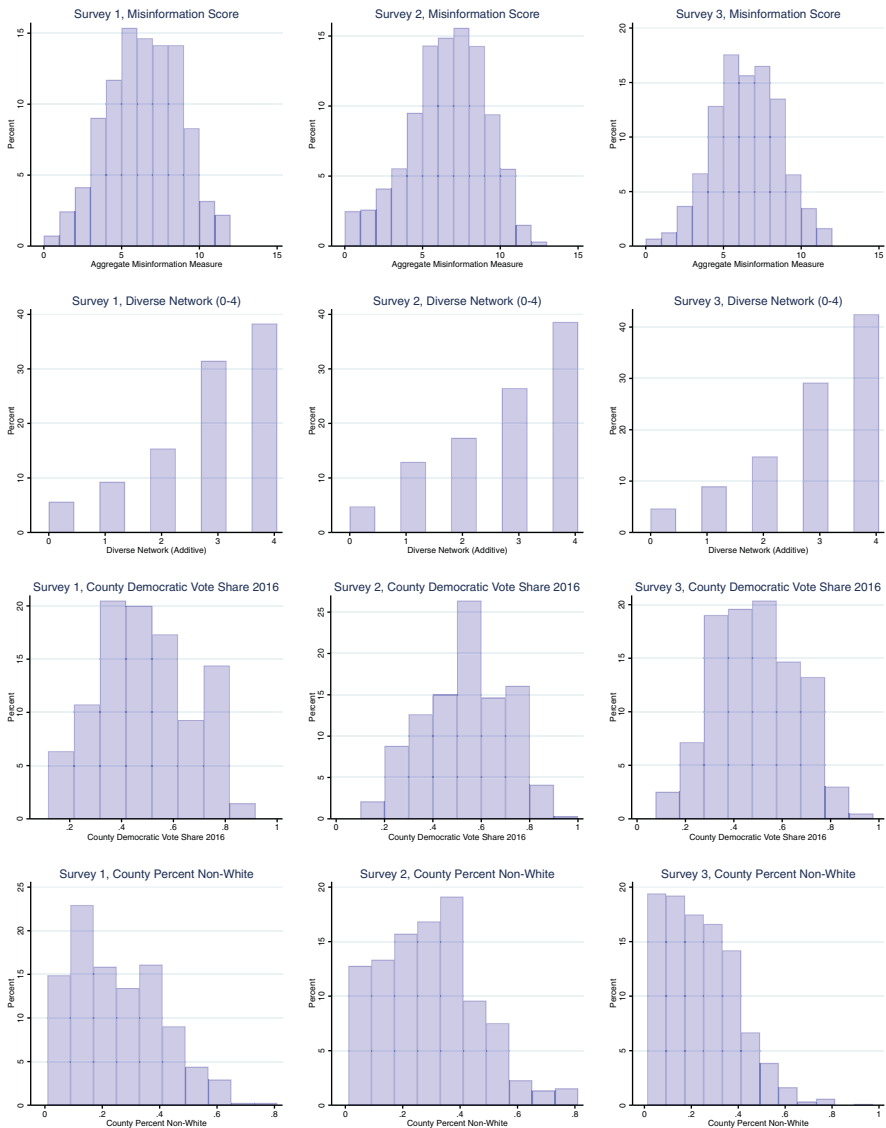 Survey 1, Misinformation Score
Percent
0 5 10 15
0 5 10 15
Aggregate Misinformation Measure
Survey 2, Misinformation Score
Percent
0 5 10 15
0 5 10 15
Aggregate Misinformation Measure
Survey 3, Misinformation Score
Percent
0 5 10 15 20
0 5 10 15
Aggregate Misinformation Measure
Survey 1, Diverse Network (0-4)
Percent
0 10 20 30 40
0 1 2 3 4
Diverse Network (Additive)
Survey 2, Diverse Network (0-4)
Percent
0 10 20 30 40
0 1 2 3 4
Diverse Network (Additive)
Survey 3, Diverse Network (0-4)
Percent
0 10 20 30 40
0 1 2 3 4
Diverse Network (Additive)
Survey 1, County Democratic Vote Share 2016
Percent
0 5 10 15 20
.2 .4 .6 .8 1
County Democratic Vote Share 2016
Survey 2, County Democratic Vote Share 2016
Percent
0 5 10 15 20 25
0 .2 .4 .6 .8 1
County Democratic Vote Share 2016
Survey 3, County Democratic Vote Share 2016
Percent
0 5 10 15 20
0 .2 .4 .6 .8 1
County Democratic Vote Share 2016
Survey 1, County Percent Non-White
Percent
0 5 10 15 20 25
0 .2 .4 .6 .8
County Percent Non-White
Survey 2, County Percent Non-White
Percent
0 5 10 15 20
0 .2 .4 .6 .8
County Percent Non-White
Survey 3, County Percent Non-White
Percent
0 5 10 15 20
0 .2 .4 .6 .8 1
County Percent Non-White